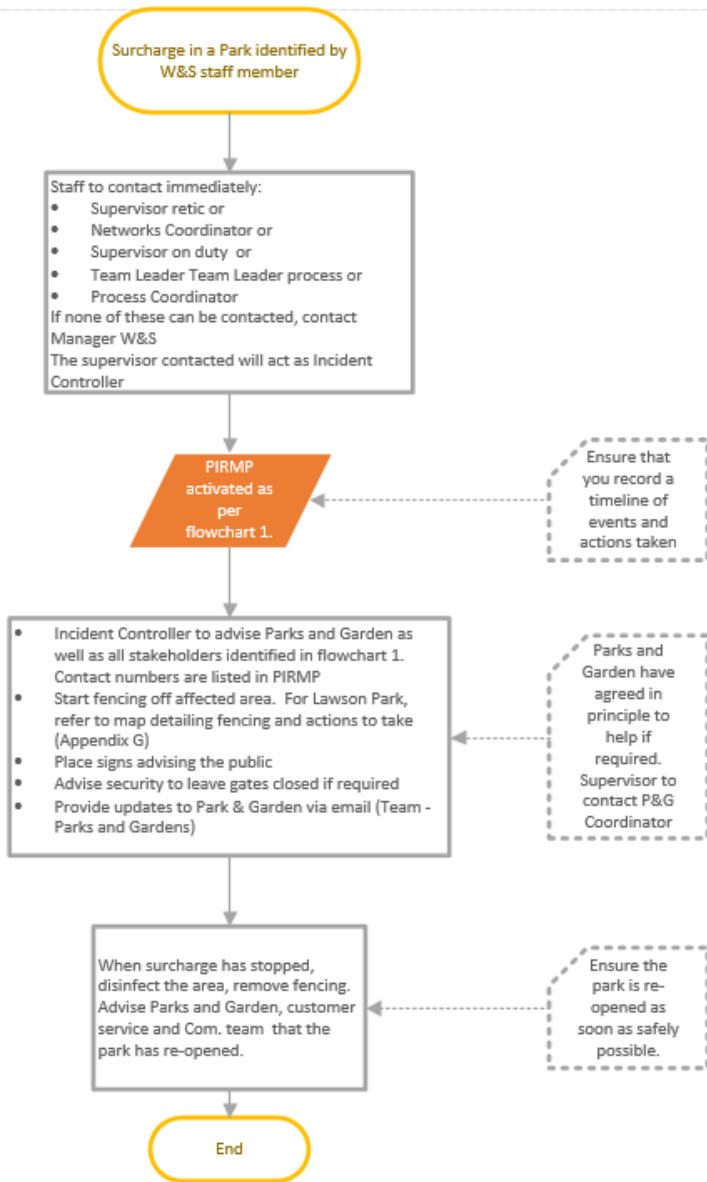 Surcharge in a Park identified by
W&S staff member
Staff to contact immediately:
• Supervisor retic or
• Networks Coordinator or
• Supervisor on duty or
• Team Leader Team Leader process or
• Process Coordinator
If none of these can be contacted, contact
Manager W&S
The supervisor contacted will act as Incident
Controller
PIRMP
activated as
per
flowchart 1.
Ensure that
you record a
timeline of
events and
actions taken
• Incident Controller to advise Parks and Garden as
well as all stakeholders identified in flowchart 1.
Contact numbers are listed in PIRMP
• Start fencing off affected area. For Lawson Park,
refer to map detailing fencing and actions to take
(Appendix G)
• Place signs advising the public
• Advise security to leave gates closed if required
• Provide updates to Park & Garden via email (Team -
Parks and Gardens)
Parks and
Garden have
agreed in
principle to
help if
required.
Supervisor to
contact P&G
Coordinator
When surcharge has stopped,
disinfect the area, remove fencing.
Advise Parks and Garden, customer
service and Com. team that the
park has re-opened.
Ensure the
park is re-
opened as
soon as safely
possible.
End